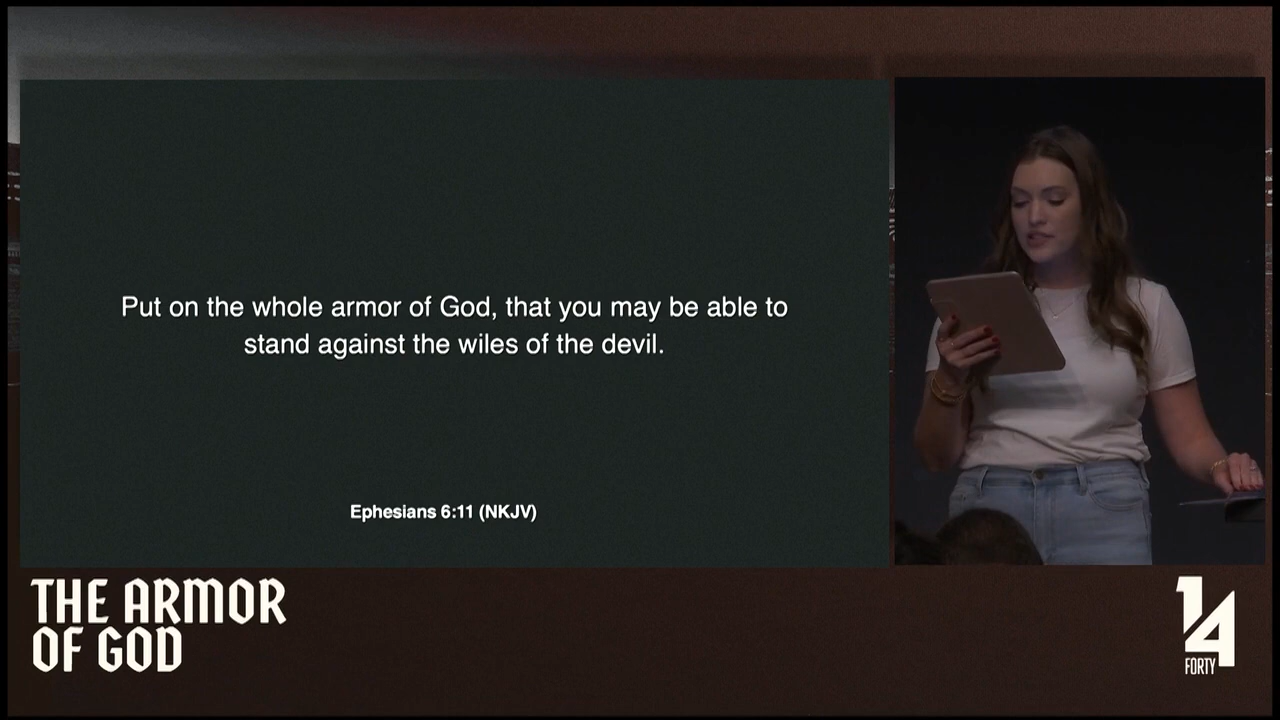 Put on the whole armor of God, that you may be able to
stand against the wiles of the devil.
Ephesians 6:11 (NKJV)
THE ARMOR
OF GOD
14
FORTY